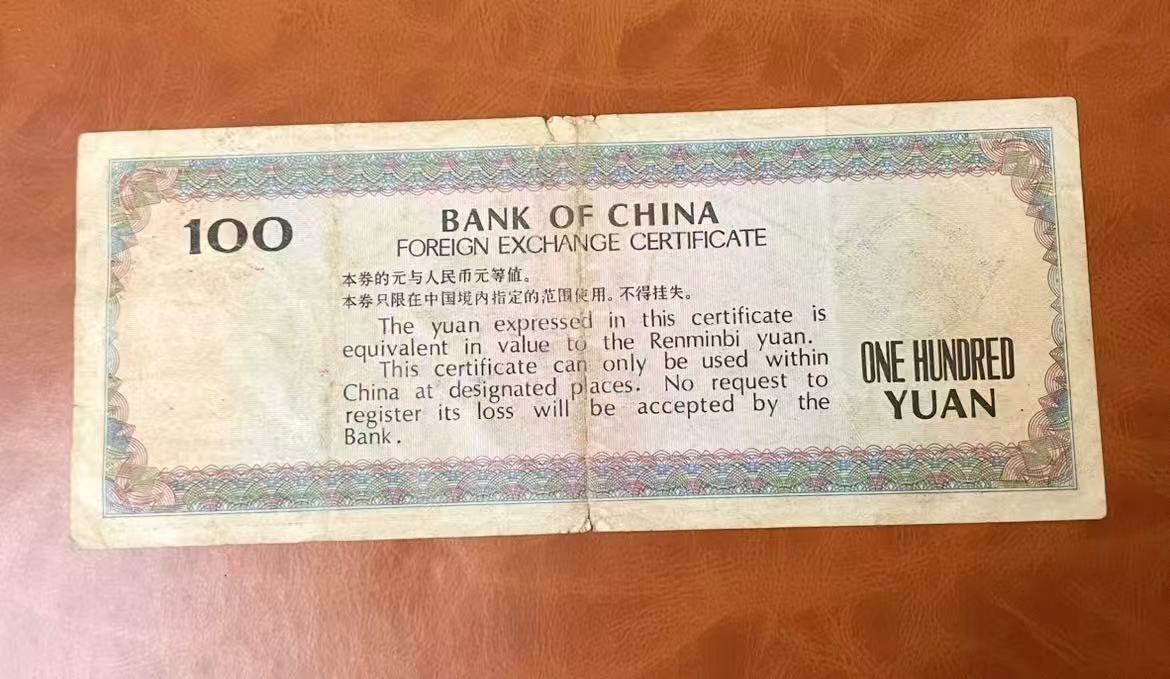 100
BANK OF CHINA
FOREIGN EXCHANGE CERTIFICATE
本券的元与人民币元等值。
本券只限在中国境内指定的范围使用。不得挂失。
The yuan expressed in this certificate is
equivalent in value to the Renminbi yuan.
This certificate can only be used within
China at designated places. No request to
register its loss will be accepted by the
Bank.
ONE HUNDRED
YUAN